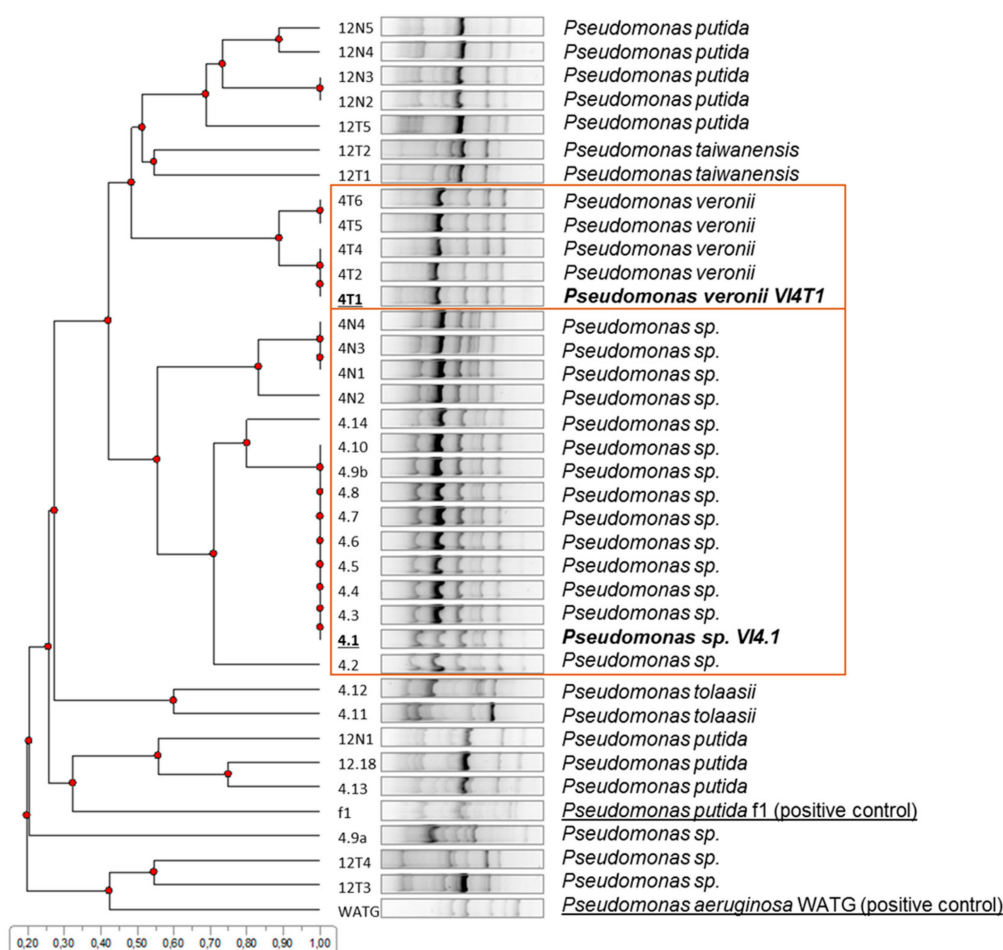 12N5 Pseudomonas putida
12N4 Pseudomonas putida
12N3 Pseudomonas putida
12N2 Pseudomonas putida
12T5 Pseudomonas putida
12T2 Pseudomonas taiwanensis
12T1 Pseudomonas taiwanensis
4T6 Pseudomonas veronii
4T5 Pseudomonas veronii
4T4 Pseudomonas veronii
4T2 Pseudomonas veronii
4T1 Pseudomonas veronii VI4T1
4N4 Pseudomonas sp.
4N3 Pseudomonas sp.
4N1 Pseudomonas sp.
4N2 Pseudomonas sp.
4.14 Pseudomonas sp.
4.10 Pseudomonas sp.
4.9b Pseudomonas sp.
4.8 Pseudomonas sp.
4.7 Pseudomonas sp.
4.6 Pseudomonas sp.
4.5 Pseudomonas sp.
4.4 Pseudomonas sp.
4.3 Pseudomonas sp.
4.1 Pseudomonas sp. VI4.1
4.2 Pseudomonas sp.
4.12 Pseudomonas tolaasii
4.11 Pseudomonas tolaasii
12N1 Pseudomonas putida
12.18 Pseudomonas putida
4.13 Pseudomonas putida
f1 Pseudomonas putida f1 (positive control)
4.9a Pseudomonas sp.
12T4 Pseudomonas sp.
12T3 Pseudomonas sp.
WATG Pseudomonas aeruginosa WATG (positive control)
0,20 0,30 0,40 0,50 0,60 0,70 0,80 0,90 1,00